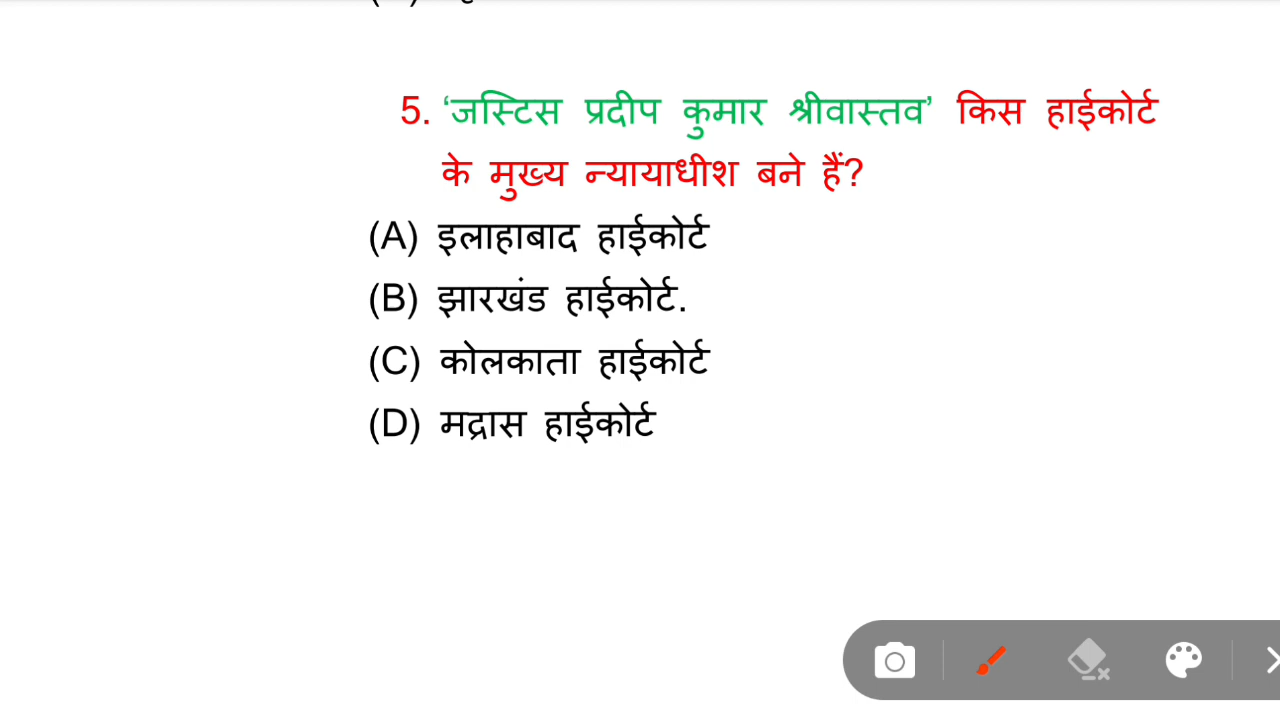 5. ‘जस्टिस प्रदीप कुमार श्रीवास्तव’ किस हाईकोर्ट
के मुख्य न्यायाधीश बने हैं?
(A) इलाहाबाद हाईकोर्ट
(B) झारखंड हाईकोर्ट.
(C) कोलकाता हाईकोर्ट
(D) मद्रास हाईकोर्ट